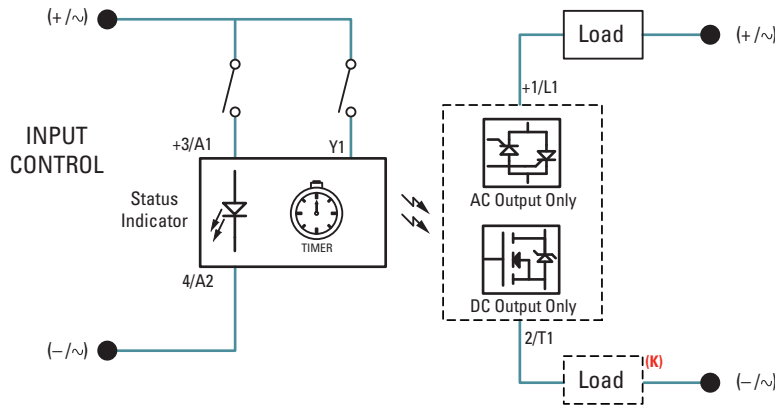 (+/∿)
Load
(+/∿)
+1/L1
INPUT
CONTROL
+3/A1
Y1
Status
Indicator
TIMER
AC Output Only
DC Output Only
4/A2
2/T1
(−/∿)
Load
(K)
(−/∿)